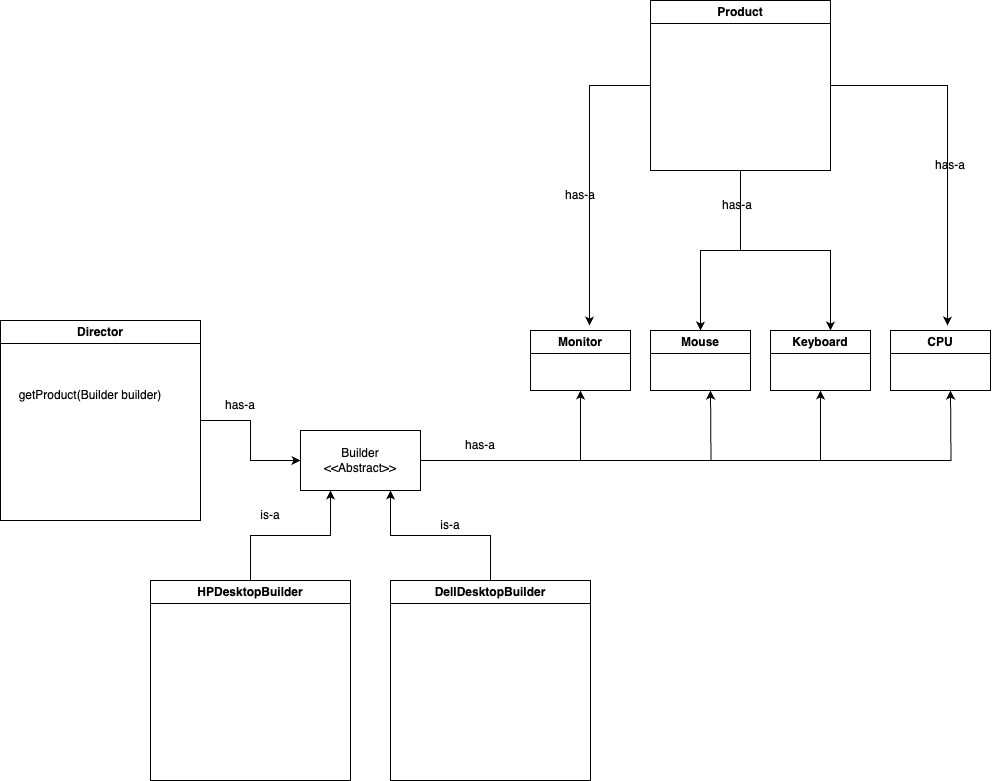 Product
has-a
has-a
has-a
Monitor
Mouse
Keyboard
CPU
Director
getProduct(Builder builder)
has-a
Builder
<<Abstract>>
has-a
is-a
is-a
HPDesktopBuilder
DellDesktopBuilder